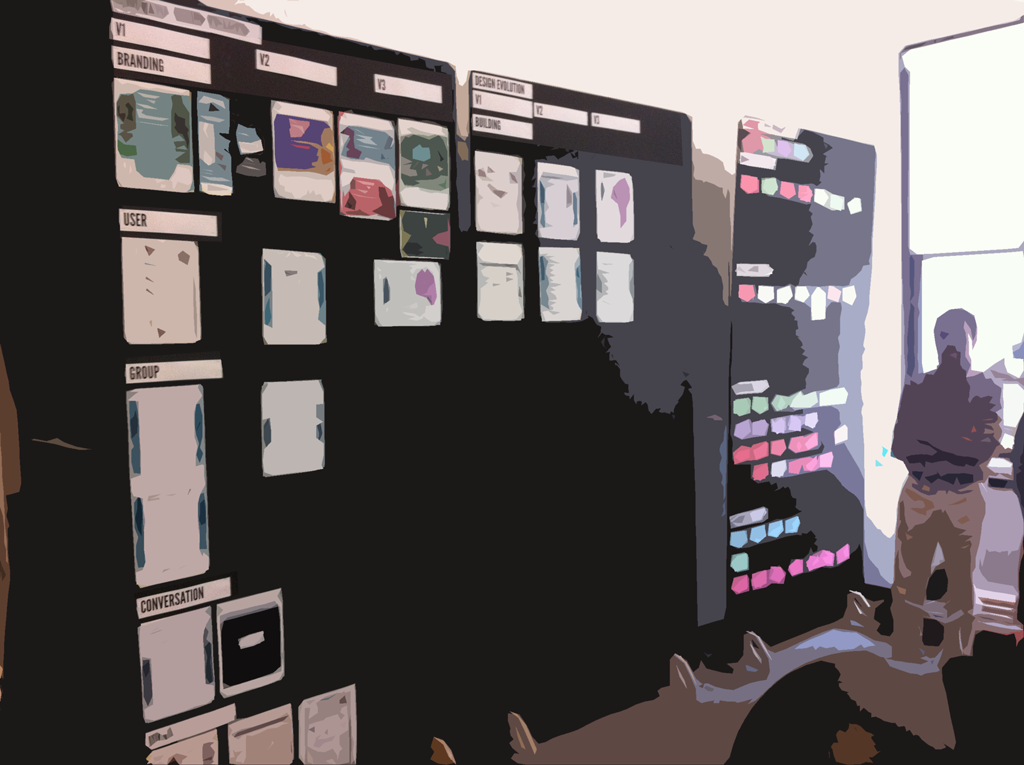 V1
V2
V3
BRANDING
USER
GROUP
CONVERSATION
DESIGN EVOLUTION
V1
V2
V3
BUILDING